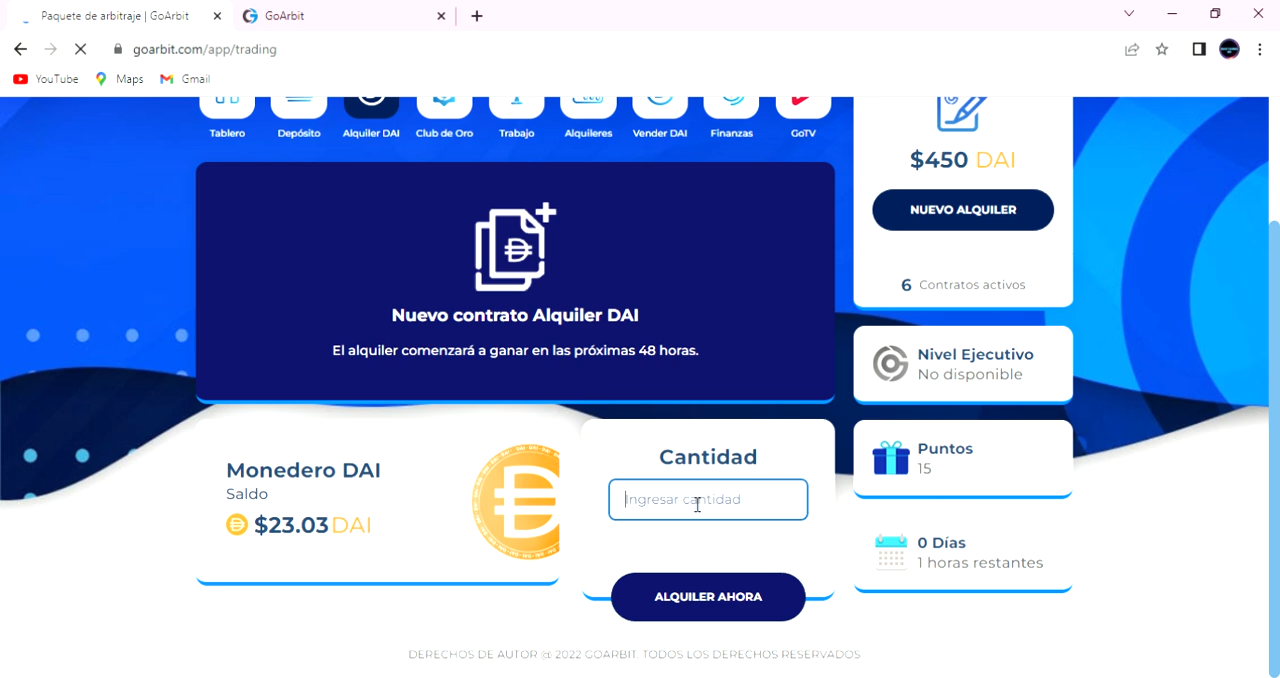 Paquete de arbitraje | GoArbit
GoArbit
goarbit.com/app/trading
YouTube
Maps
Gmail
Tablero
Depósito
Alquiler DAI
Club de Oro
Trabajo
Alquileres
Vender DAI
Finanzas
GoTV
$450 DAI
NUEVO ALQUILER
6 Contratos activos
Nuevo contrato Alquiler DAI
El alquiler comenzará a ganar en las próximas 48 horas.
Nivel Ejecutivo
No disponible
Monedero DAI
Saldo
$23.03 DAI
Cantidad
Ingresar cantidad
ALQUILER AHORA
Puntos
15
0 Días
1 horas restantes
DERECHOS DE AUTOR @ 2022 GOARBIT. TODOS LOS DERECHOS RESERVADOS